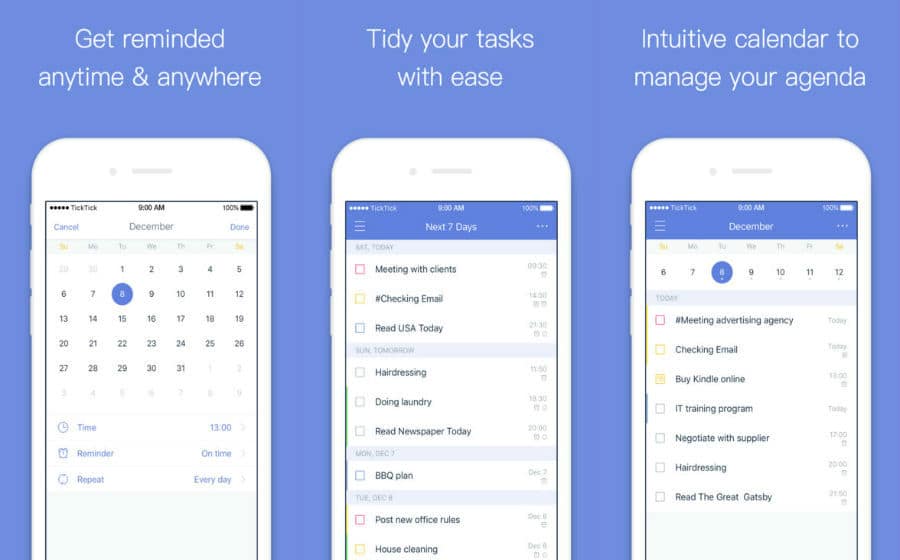 Get reminded
anytime & anywhere
TickTick 9:00 AM 100%
Cancel December Done
Su Mo Tu We Th Fr Sa
29 30 1 2 3 4 5
6 7 8 9 10 11 12
13 14 15 16 17 18 19
20 21 22 23 24 25 26
27 28 29 30 31 1 2
3 4 5 6 7 8 9
Time 13:00
Reminder On time
Repeat Every day
Tidy your tasks
with ease
TickTick 9:00 AM 100%
Next 7 Days
SAT, TODAY
Meeting with clients 09:30
#Checking Email 14:30
Read USA Today 21:30
SUN, TOMORROW
Hairdressing 11:50
Doing laundry 18:30
Read Newspaper Today 20:00
MON, DEC 7
BBQ plan Dec 7
TUE, DEC 8
Post new office rules Dec 8
House cleaning Dec 8
Intuitive calendar to
manage your agenda
TickTick 9:00 AM 100%
December
Su Mo Tu We Th Fr Sa
6 7 8 9 10 11 12
TODAY
#Meeting advertising agency Today
Checking Email Today
Buy Kindle online
IT training program Today
Negotiate with supplier 17:00
Hairdressing 20:00
Read The Great Gatsby 21:50